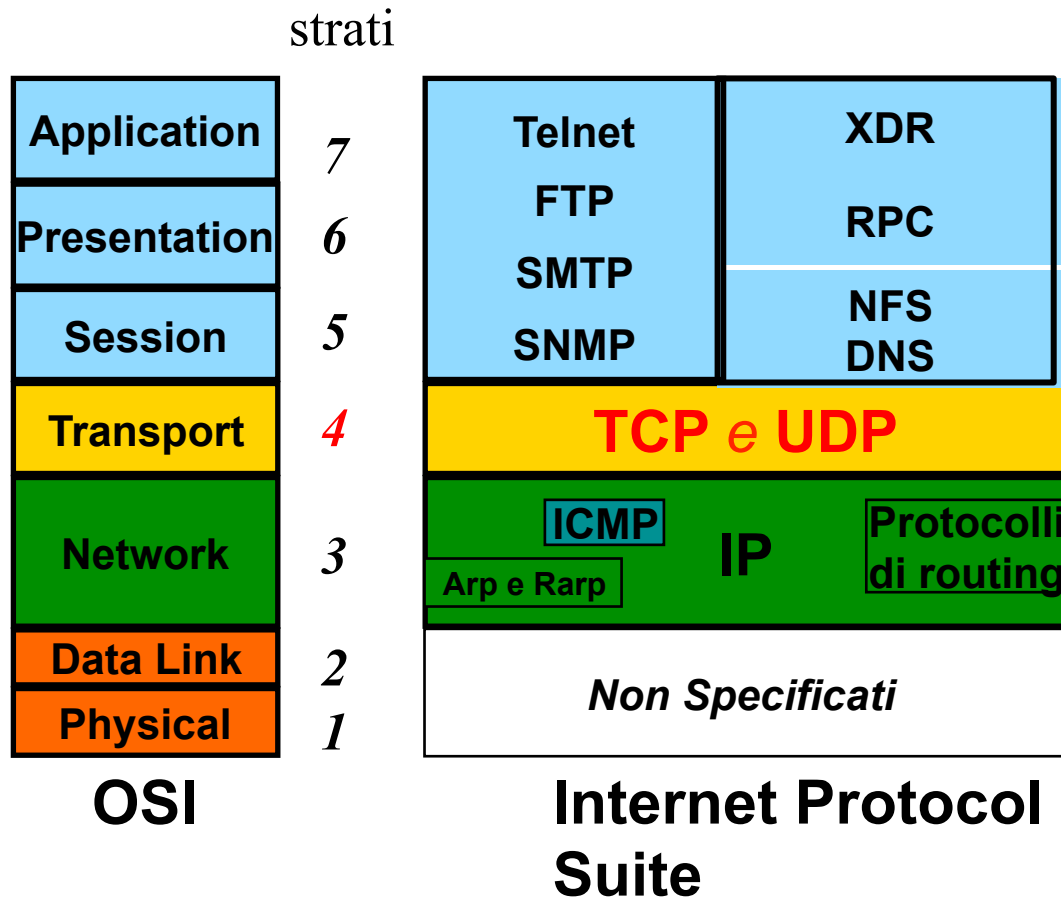 strati
Application
7
Presentation
6
Session
5
Transport
4
Network
3
Data Link
2
Physical
1
OSI
Telnet
FTP
SMTP
SNMP
XDR
RPC
NFS
DNS
TCP e UDP
ICMP
Arp e Rarp
IP
Protocolli
di routing
Non Specificati
Internet Protocol
Suite